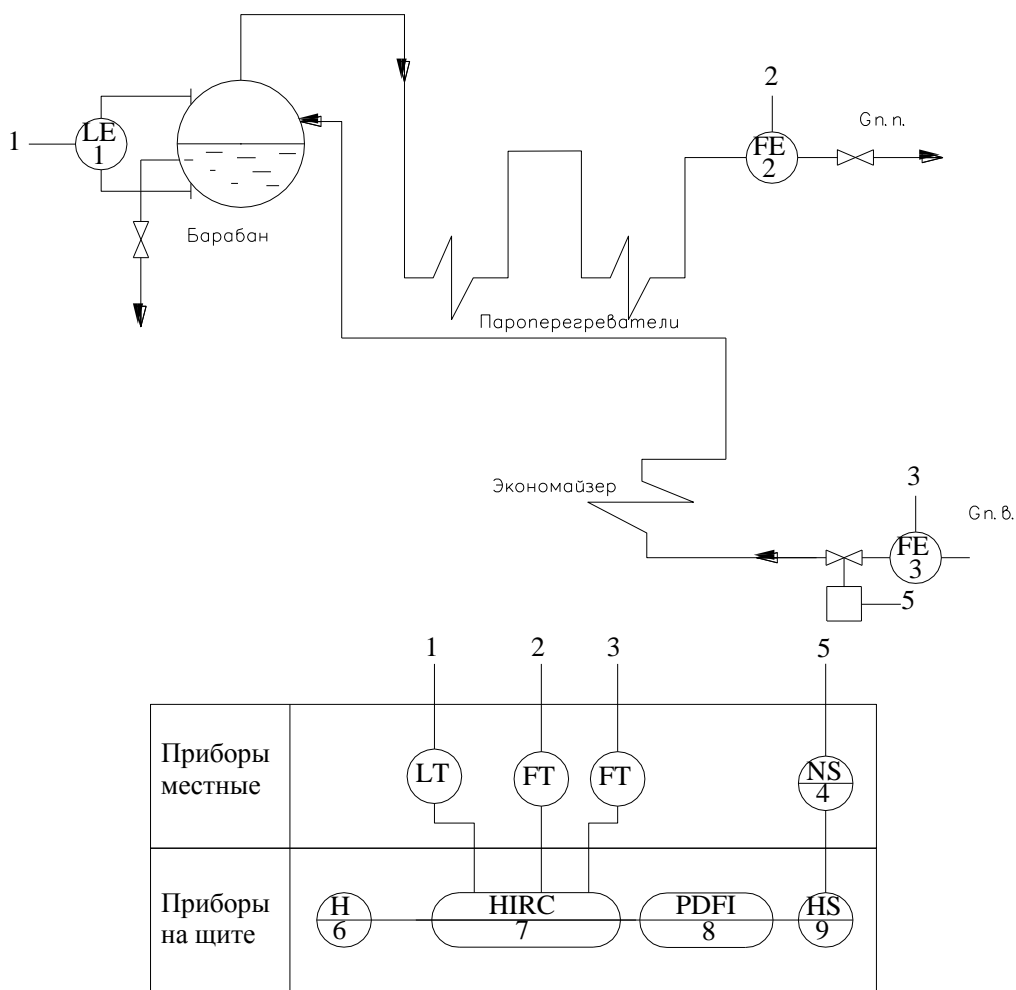 2
Gп. п.
1
LE
1
FE
2
Барабан
Пароперегреватели
Экономайзер
3
Gп. в.
FE
3
5
1
2
3
5
Приборы
местные
LT
FT
FT
NS
4
Приборы
на щите
H
6
HIRC
7
PDFI
8
HS
9